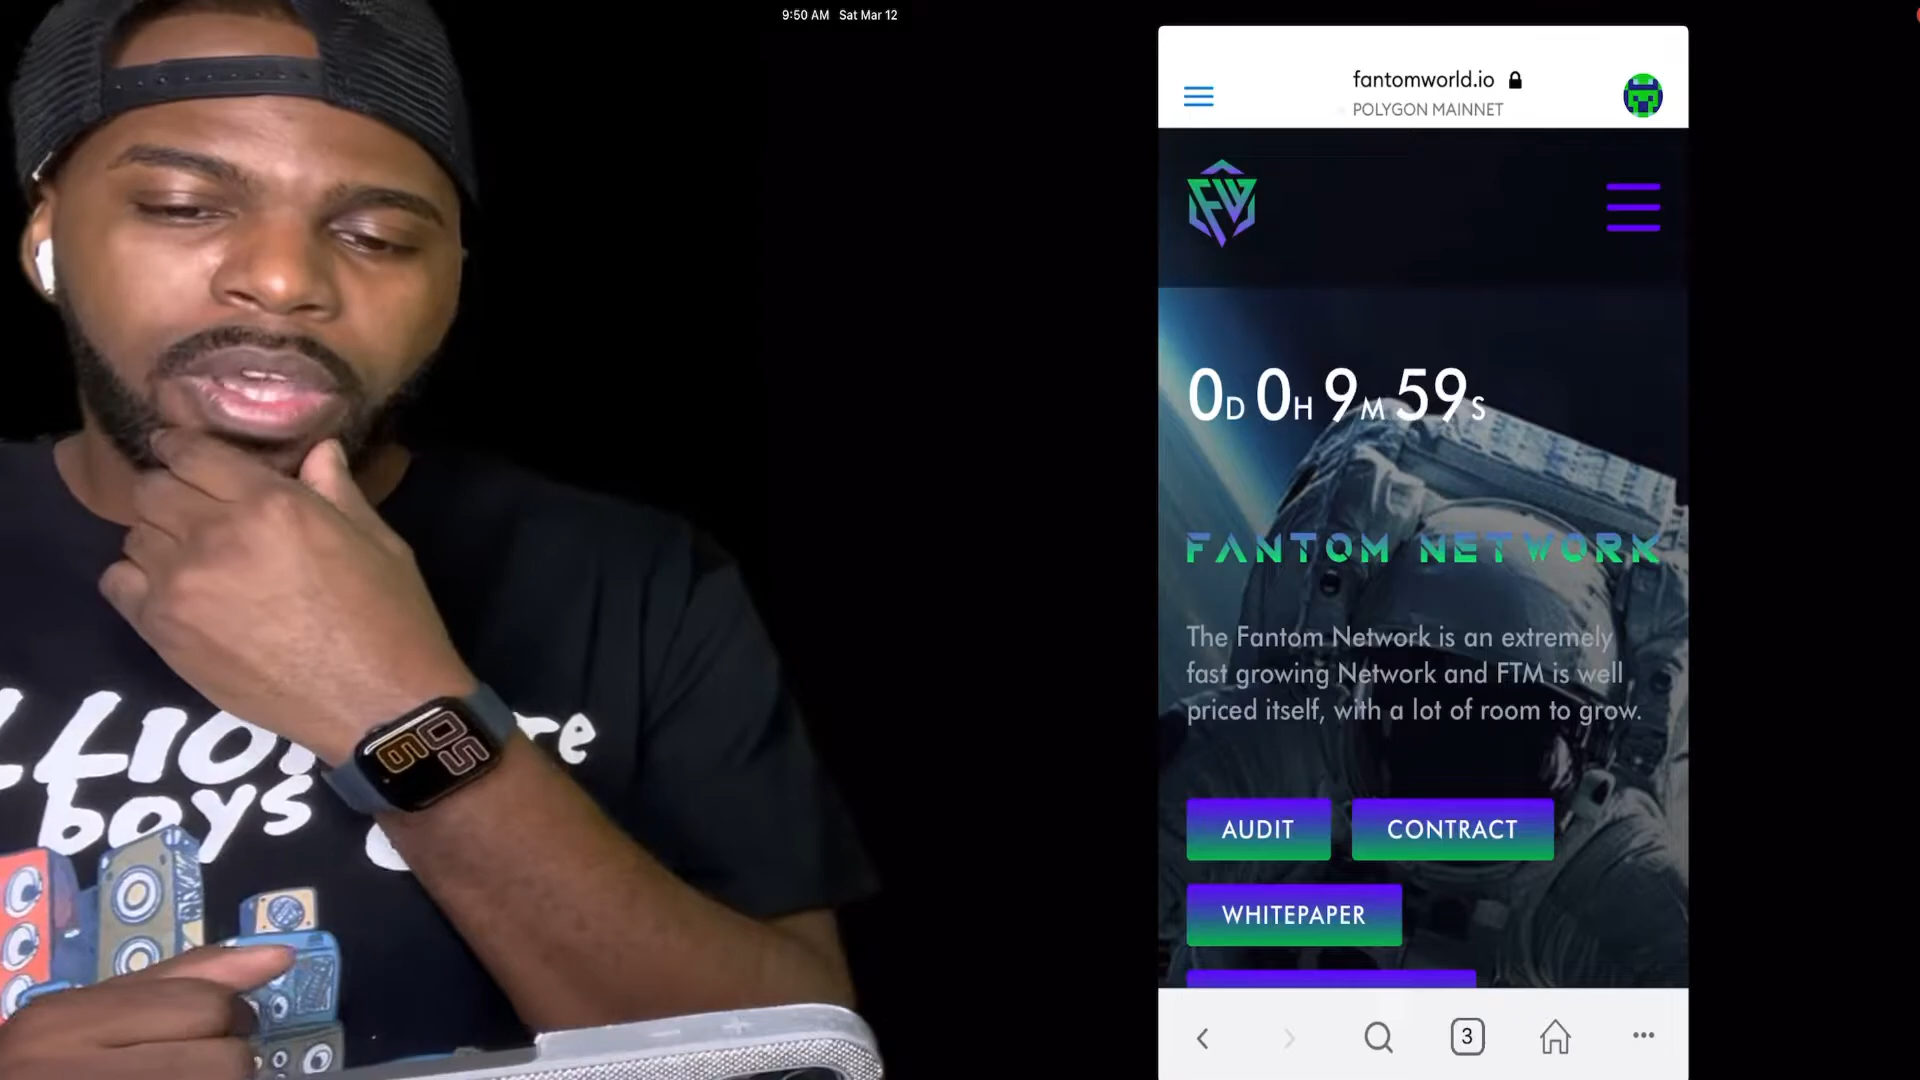 9:50 AM Sat Mar 12
fantomworld.io
POLYGON MAINNET
FW
0D 0H 9M 59S
FANTOM NETWORK
The Fantom Network is an extremely
fast growing Network and FTM is well
priced itself, with a lot of room to grow.
AUDIT
CONTRACT
WHITEPAPER
3
boys